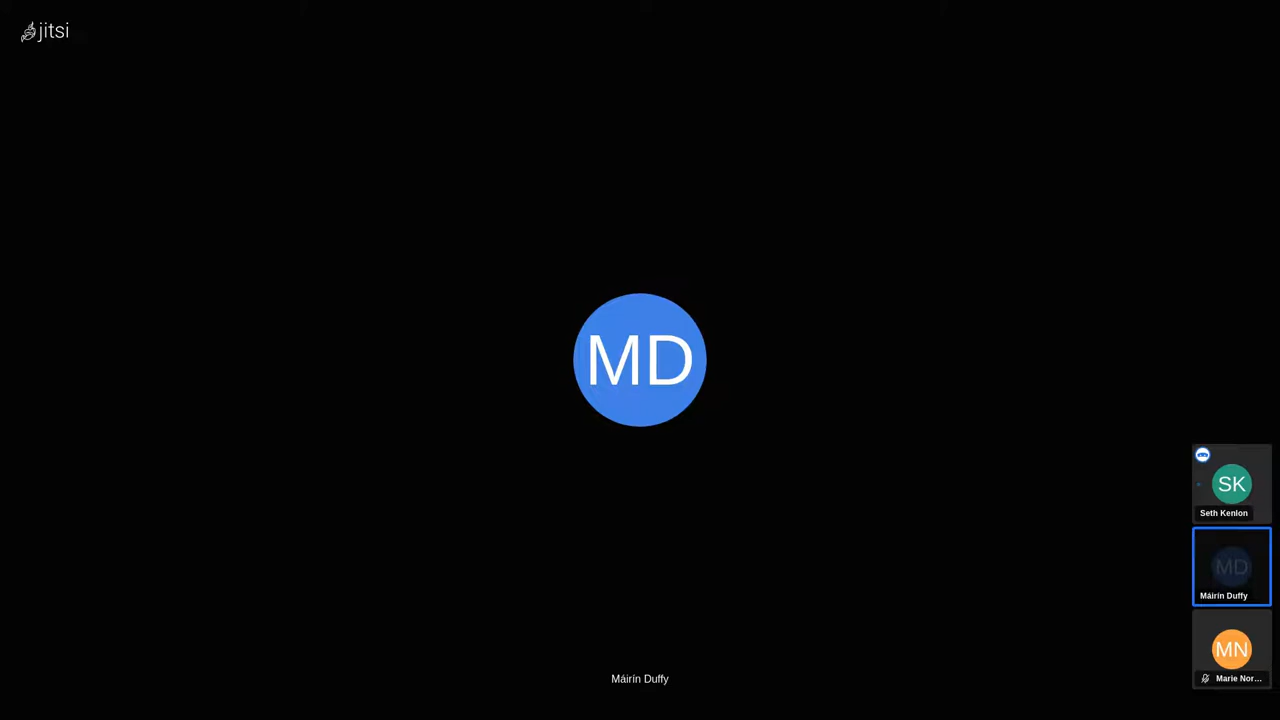 jitsi
MD
SK
Seth Kenlon
MD
Máirín Duffy
MN
Marie Nor...
Máirín Duffy